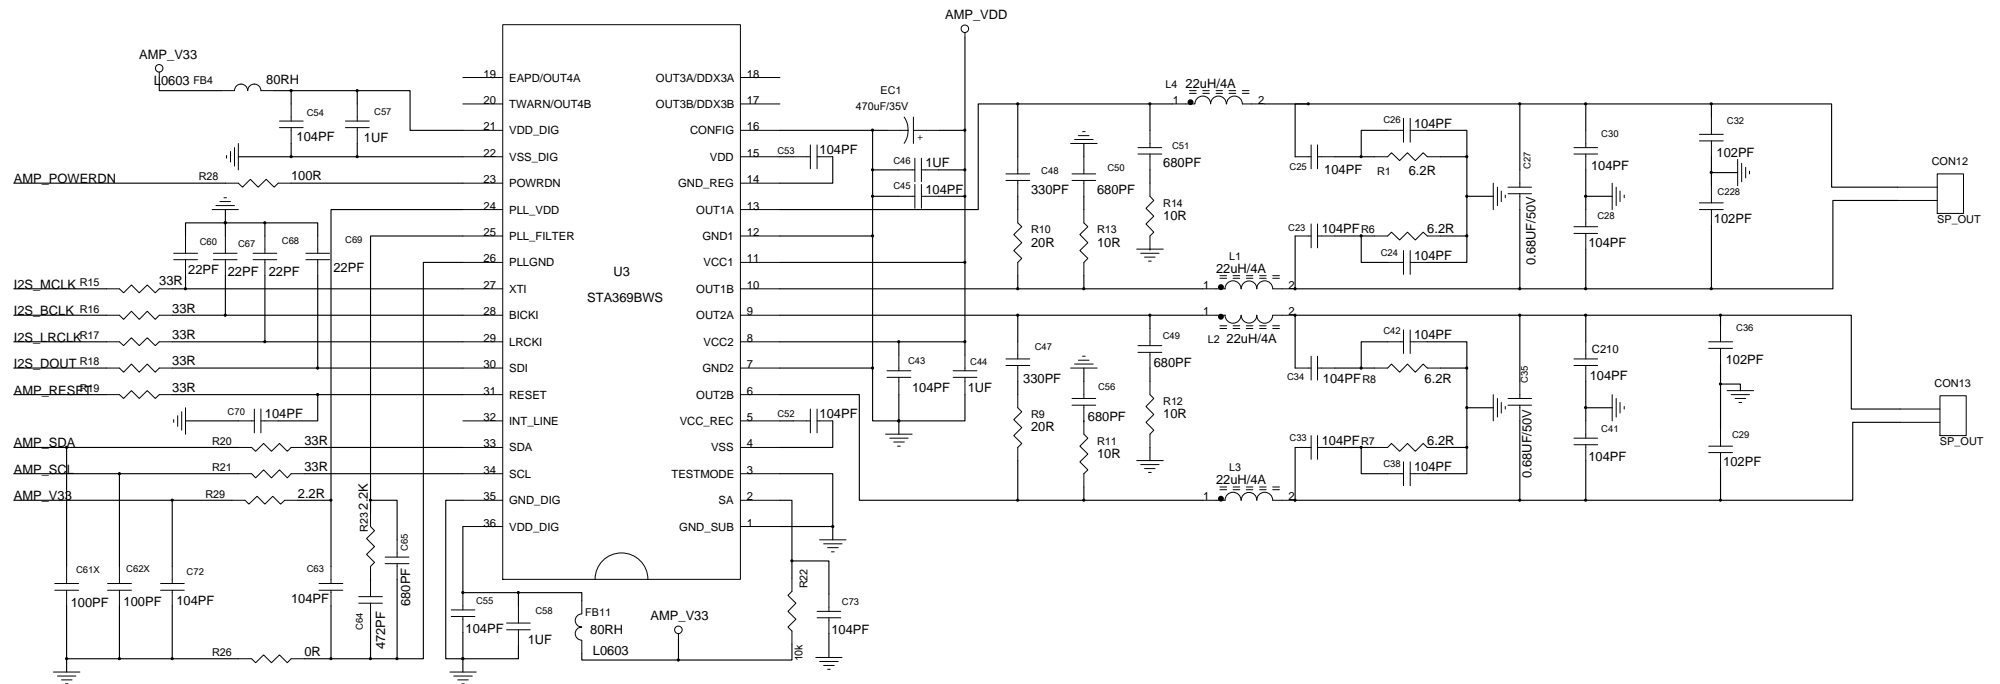 AMP_VDD
AMP_V33
L0603 FB4 80RH
C54
104PF
C57
1UF
19 EAPD/OUT4A
20 TWARN/OUT4B
21 VDD_DIG
22 VSS_DIG
23 POWRDN
24 PLL_VDD
25 PLL_FILTER
26 PLLGND
27 XTI
28 BICKI
29 LRCKI
30 SDI
31 RESET
32 INT_LINE
33 SDA
34 SCL
35 GND_DIG
36 VDD_DIG
U3
STA369BWS
OUT3A/DDX3A 18
OUT3B/DDX3B 17
CONFIG 16
VDD 15
GND_REG 14
OUT1A 13
GND1 12
VCC1 11
OUT1B 10
OUT2A 9
VCC2 8
GND2 7
OUT2B 6
VCC_REC 5
VSS 4
TESTMODE 3
SA 2
GND_SUB 1
AMP_POWERDN R28 100R
C60
22PF
C67
22PF
C68
22PF
C69
22PF
I2S_MCLK R15 33R
I2S_BCLK R16 33R
I2S_LRCLK R17 33R
I2S_DOUT R18 33R
AMP_RESET R19 33R
C70 104PF
AMP_SDA R20 33R
AMP_SCL R21 33R
AMP_V33 R29 2.2R
R23 2.2K
C65
680PF
C61X
100PF
C62X
100PF
C72
104PF
C63
104PF
C64
472PF
R26 0R
C55
104PF
C58
1UF
FB11
80RH
L0603
AMP_V33
R22
10k
C73
104PF
EC1
470uF/35V
+
C53 104PF
C46 1UF
C45 104PF
C43
104PF
C44
1UF
C52 104PF
C48
330PF
R10
20R
C50
680PF
R13
10R
C51
680PF
R14
10R
L4 22uH/4A
1 2
L1
22uH/4A
1 2
C26 104PF
C25 104PF
R1 6.2R
C23 104PF
R6 6.2R
C24 104PF
C27
0.68UF/50V
C30
104PF
C28
104PF
C32
102PF
C228
102PF
CON12
SP_OUT
C47
330PF
R9
20R
C56
680PF
R11
10R
C49
680PF
R12
10R
1 2
L2 22uH/4A
L3
22uH/4A
1 2
C42 104PF
C34 104PF
R8 6.2R
C33 104PF
R7 6.2R
C38 104PF
C35
0.68UF/50V
C210
104PF
C41
104PF
C36
102PF
C29
102PF
CON13
SP_OUT